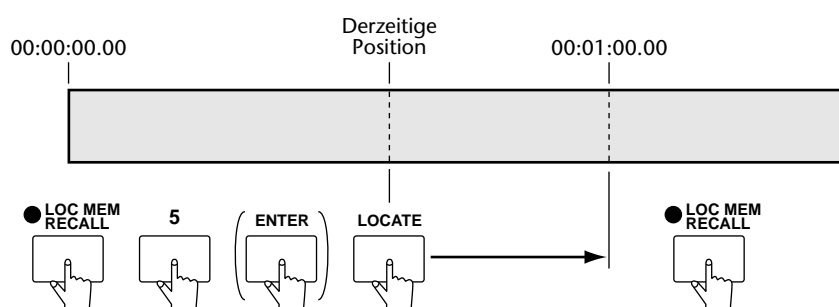 Derzeitige
Position
00:00:00.00
00:01:00.00
LOC MEM
RECALL
5
ENTER
LOCATE
LOC MEM
RECALL